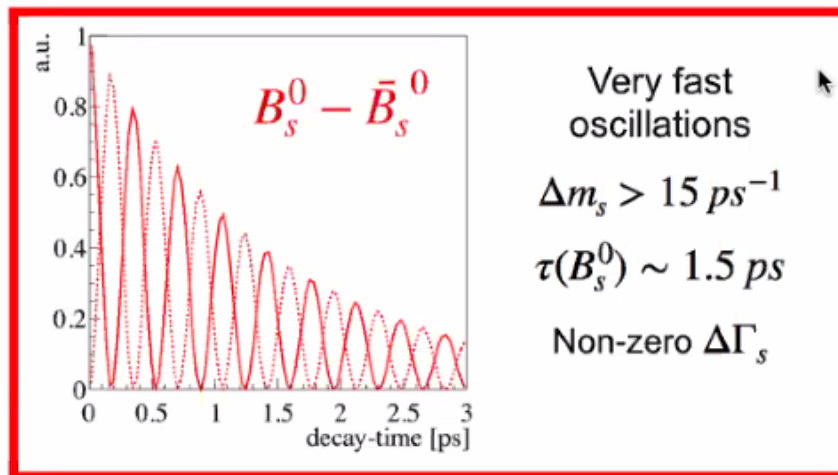 a.u.
1
0.8
0.6
0.4
0.2
0
0 0.5 1 1.5 2 2.5 3
decay-time [ps]
B_s^0 − B̄_s^0
Very fast
oscillations
Δm_s > 15 ps⁻¹
τ(B_s^0) ∼ 1.5 ps
Non-zero ΔΓ_s